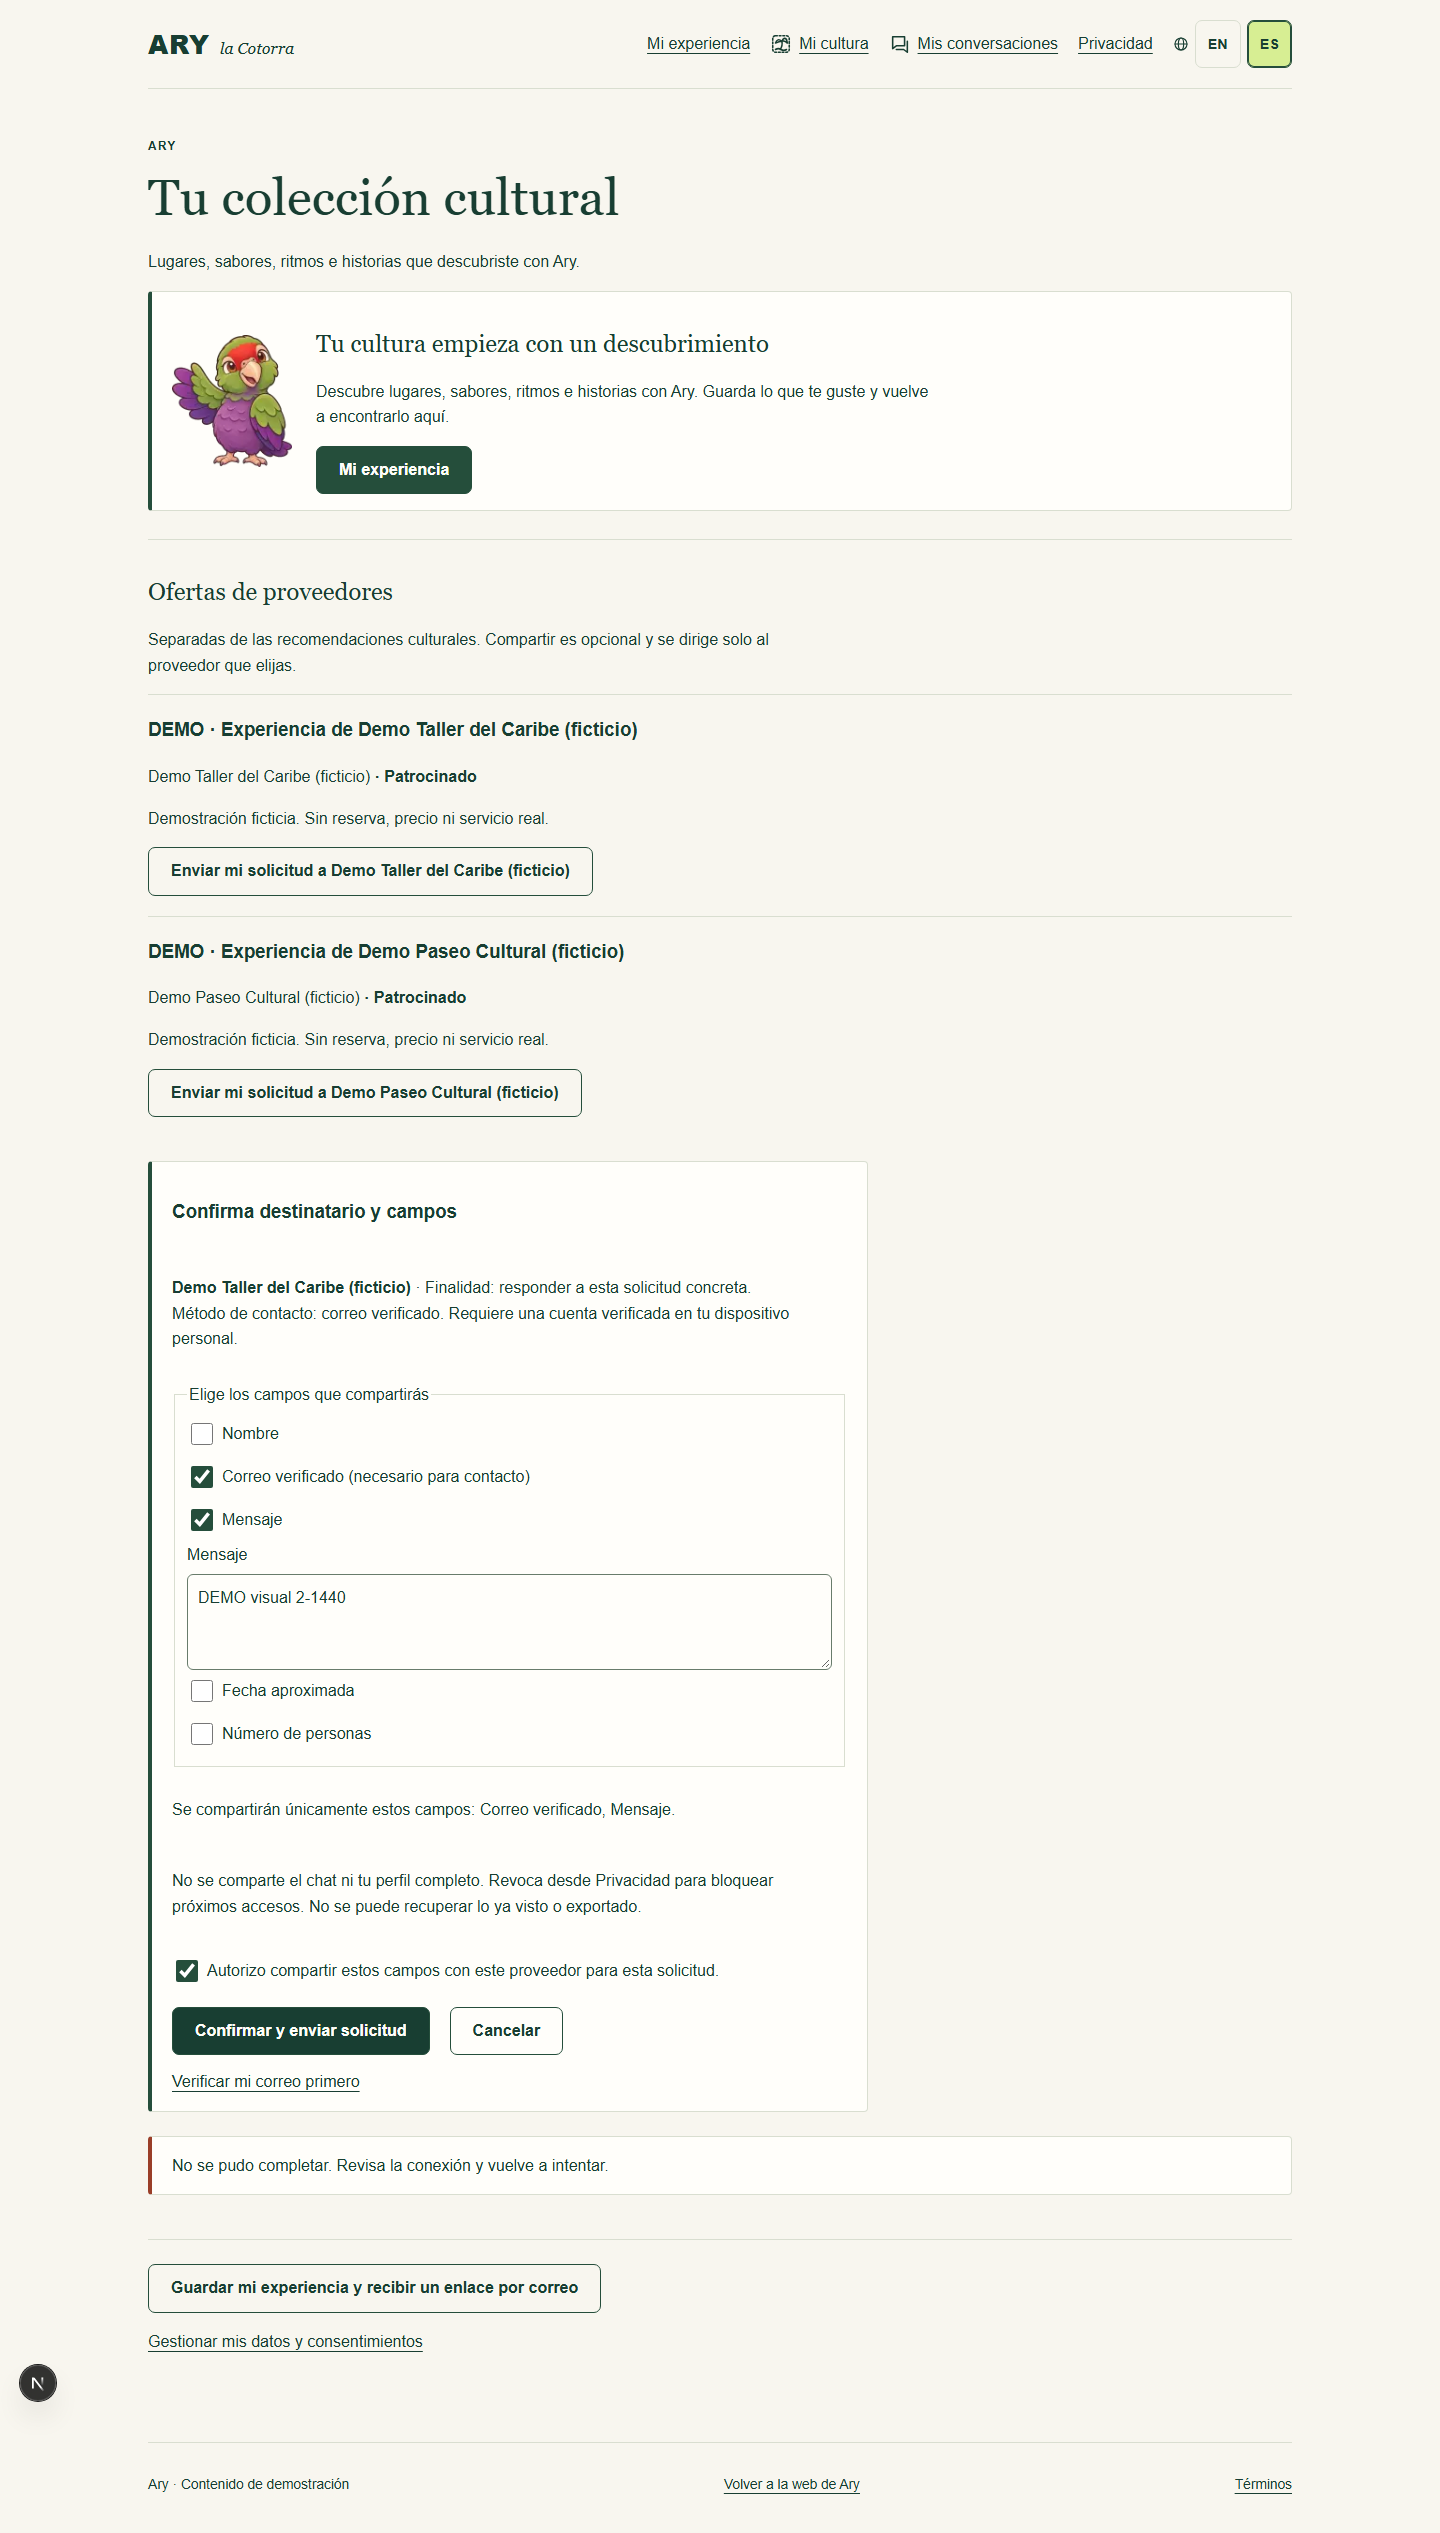 ARY la Cotorra
Mi experiencia
Mi cultura
Mis conversaciones
Privacidad
EN
ES
ARY
Tu colección cultural
Lugares, sabores, ritmos e historias que descubriste con Ary.
Tu cultura empieza con un descubrimiento
Descubre lugares, sabores, ritmos e historias con Ary. Guarda lo que te guste y vuelve
a encontrarlo aquí.
Mi experiencia
Ofertas de proveedores
Separadas de las recomendaciones culturales. Compartir es opcional y se dirige solo al
proveedor que elijas.
DEMO · Experiencia de Demo Taller del Caribe (ficticio)
Demo Taller del Caribe (ficticio) · Patrocinado
Demostración ficticia. Sin reserva, precio ni servicio real.
Enviar mi solicitud a Demo Taller del Caribe (ficticio)
DEMO · Experiencia de Demo Paseo Cultural (ficticio)
Demo Paseo Cultural (ficticio) · Patrocinado
Demostración ficticia. Sin reserva, precio ni servicio real.
Enviar mi solicitud a Demo Paseo Cultural (ficticio)
Confirma destinatario y campos
Demo Taller del Caribe (ficticio) · Finalidad: responder a esta solicitud concreta.
Método de contacto: correo verificado. Requiere una cuenta verificada en tu dispositivo
personal.
Elige los campos que compartirás
Nombre
Correo verificado (necesario para contacto)
Mensaje
Mensaje
DEMO visual 2-1440
Fecha aproximada
Número de personas
Se compartirán únicamente estos campos: Correo verificado, Mensaje.
No se comparte el chat ni tu perfil completo. Revoca desde Privacidad para bloquear
próximos accesos. No se puede recuperar lo ya visto o exportado.
Autorizo compartir estos campos con este proveedor para esta solicitud.
Confirmar y enviar solicitud
Cancelar
Verificar mi correo primero
No se pudo completar. Revisa la conexión y vuelve a intentar.
Guardar mi experiencia y recibir un enlace por correo
Gestionar mis datos y consentimientos
N
Ary · Contenido de demostración
Volver a la web de Ary
Términos